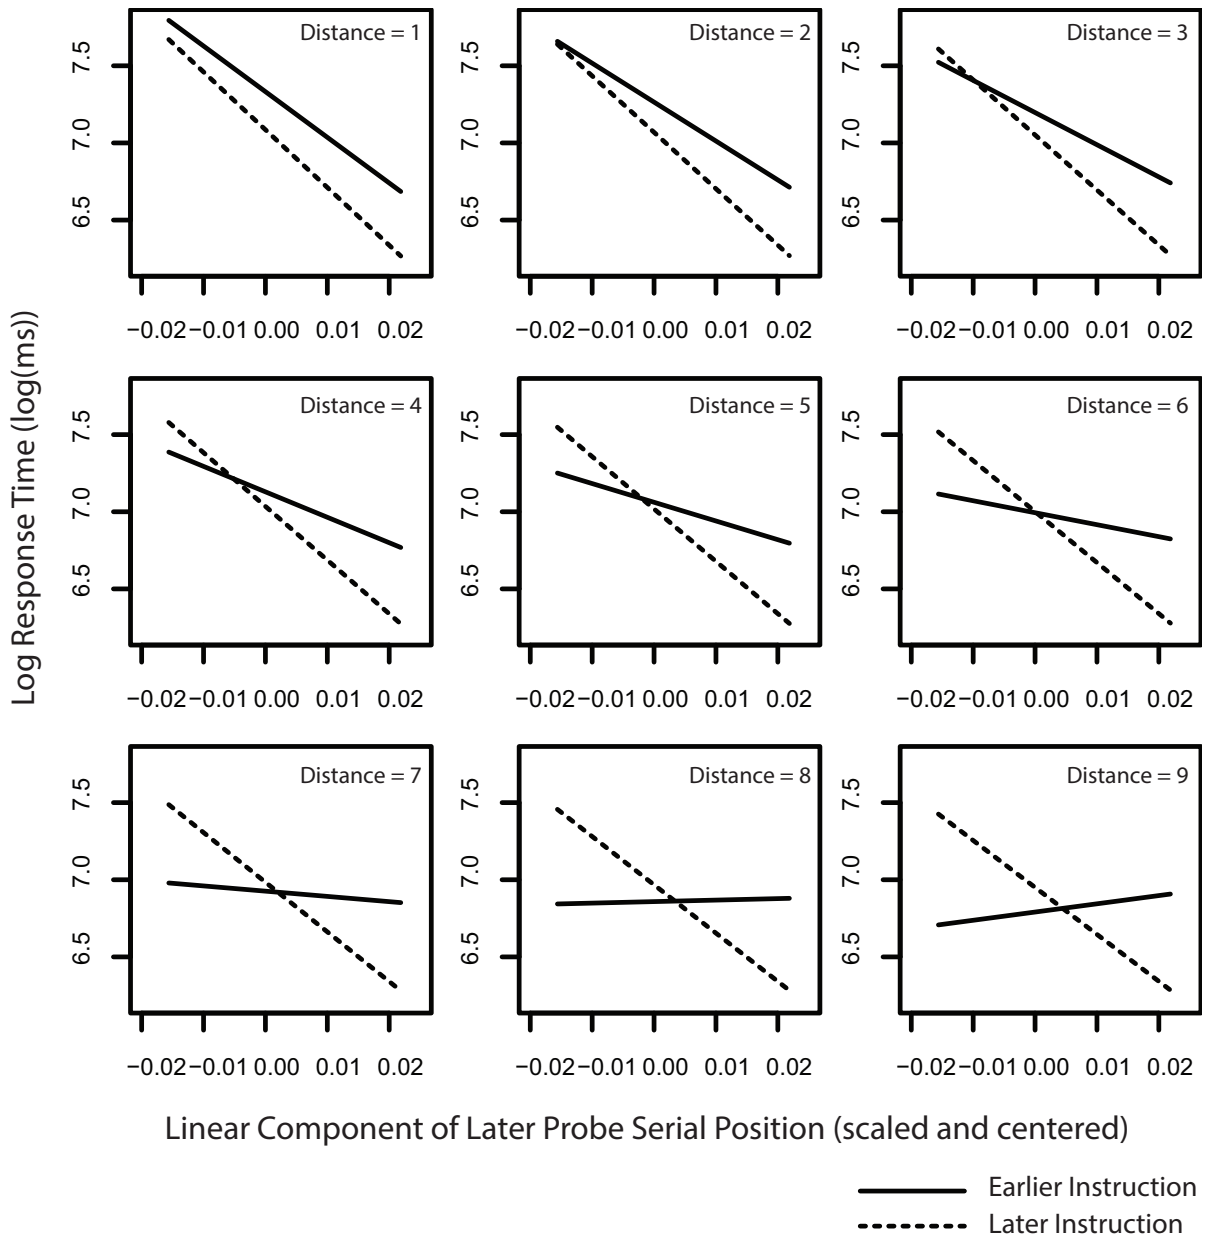 Distance = 1
Distance = 2
Distance = 3
7.5
7.0
6.5
7.5
7.0
6.5
7.5
7.0
6.5
−0.02 −0.01 0.00 0.01 0.02
−0.02 −0.01 0.00 0.01 0.02
−0.02 −0.01 0.00 0.01 0.02
Log Response Time (log(ms))
Distance = 4
Distance = 5
Distance = 6
7.5
7.0
6.5
7.5
7.0
6.5
7.5
7.0
6.5
−0.02 −0.01 0.00 0.01 0.02
−0.02 −0.01 0.00 0.01 0.02
−0.02 −0.01 0.00 0.01 0.02
Distance = 7
Distance = 8
Distance = 9
7.5
7.0
6.5
7.5
7.0
6.5
7.5
7.0
6.5
−0.02 −0.01 0.00 0.01 0.02
−0.02 −0.01 0.00 0.01 0.02
−0.02 −0.01 0.00 0.01 0.02
Linear Component of Later Probe Serial Position (scaled and centered)
Earlier Instruction
Later Instruction